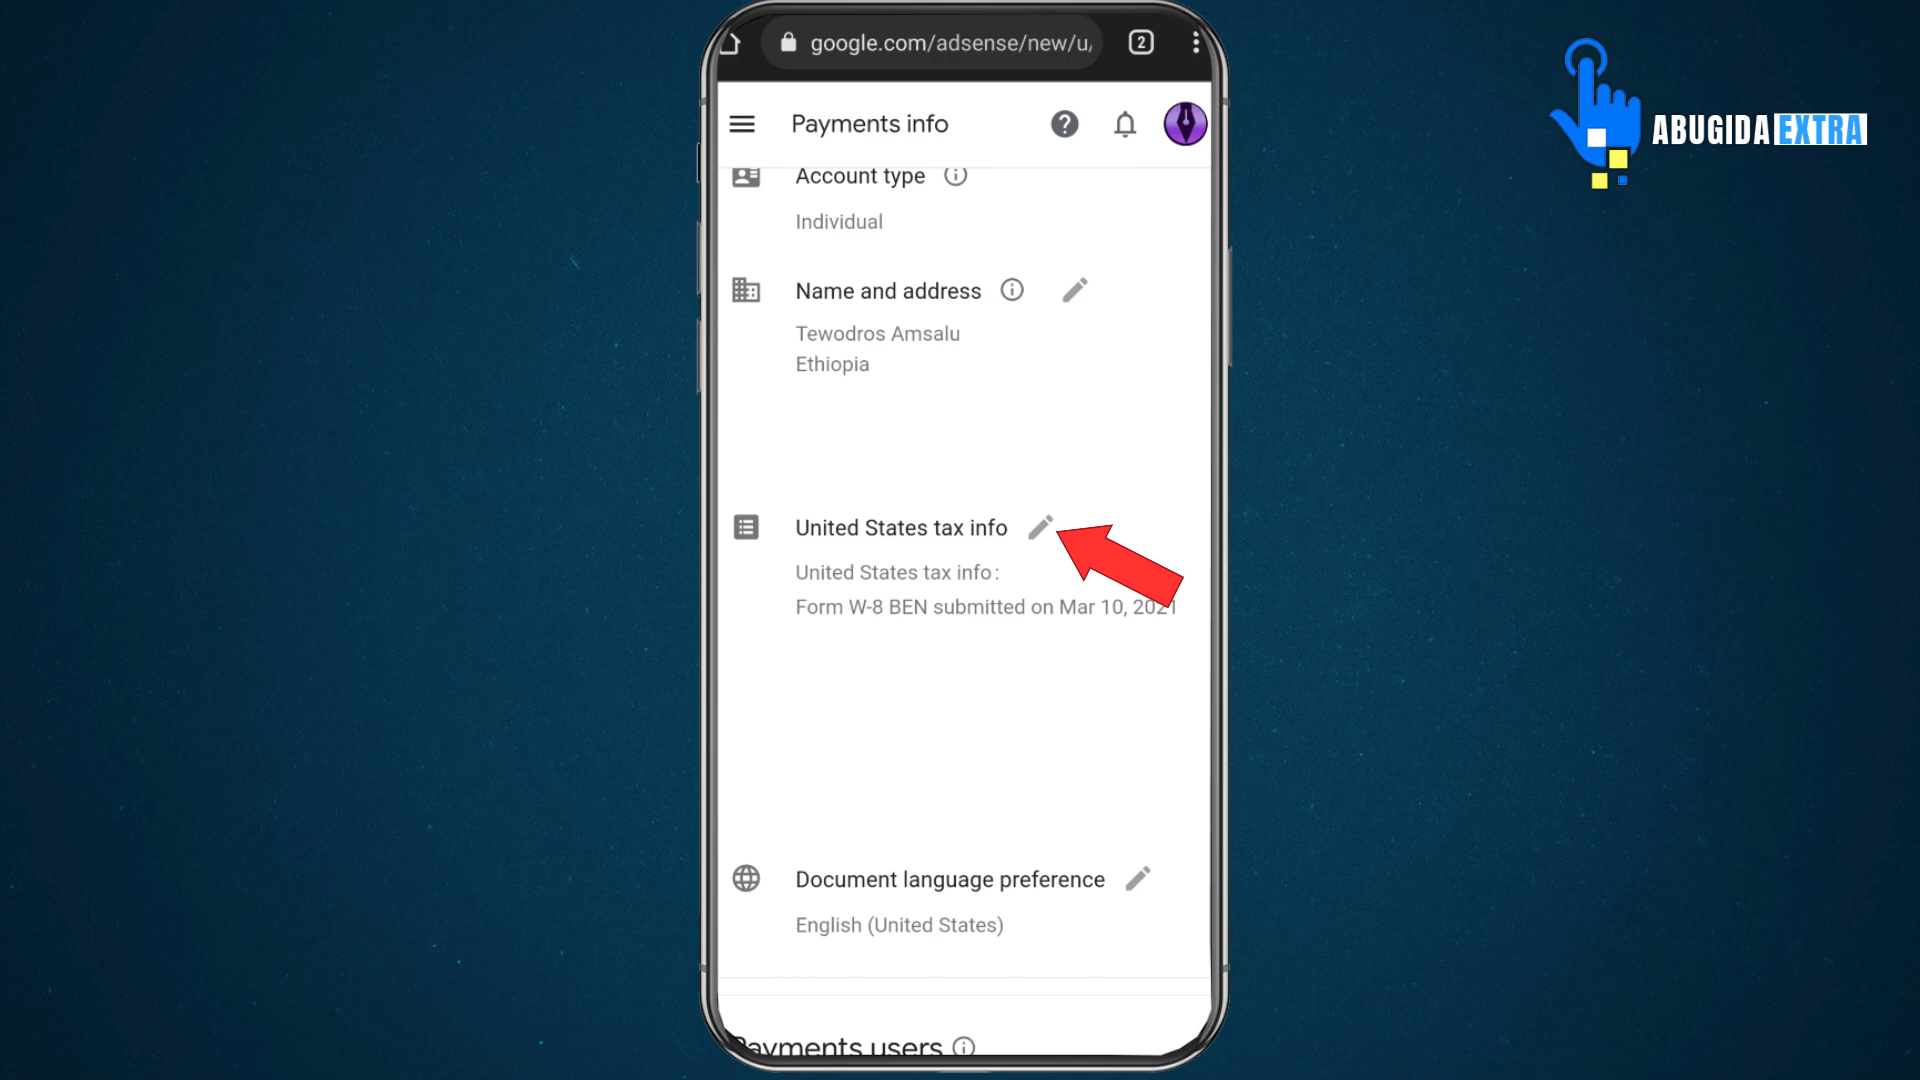 google.com/adsense/new/u/
2
Payments info
Account type
Individual
Name and address
Tewodros Amsalu
Ethiopia
United States tax info
United States tax info:
Form W-8 BEN submitted on Mar 10, 2021
Document language preference
English (United States)
Payments users
ABUGIDA EXTRA